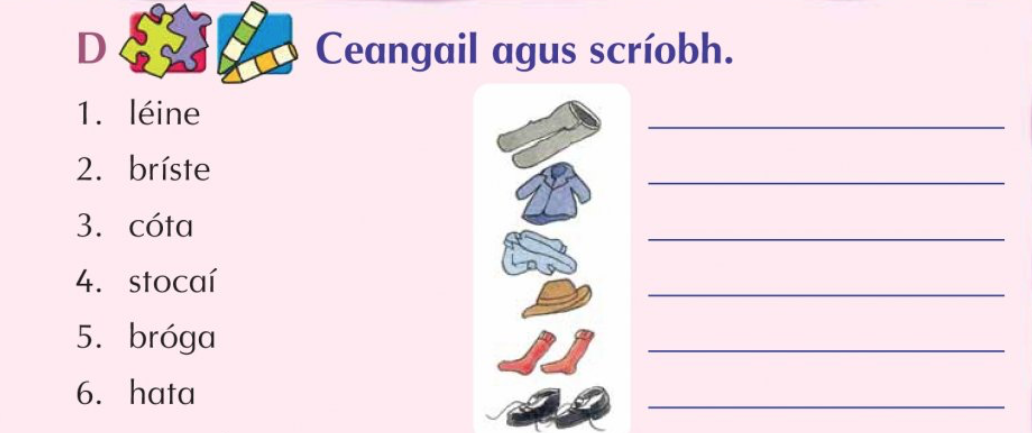 D Ceangail agus scríobh.
1. léine
2. bríste
3. cóta
4. stocaí
5. bróga
6. hata